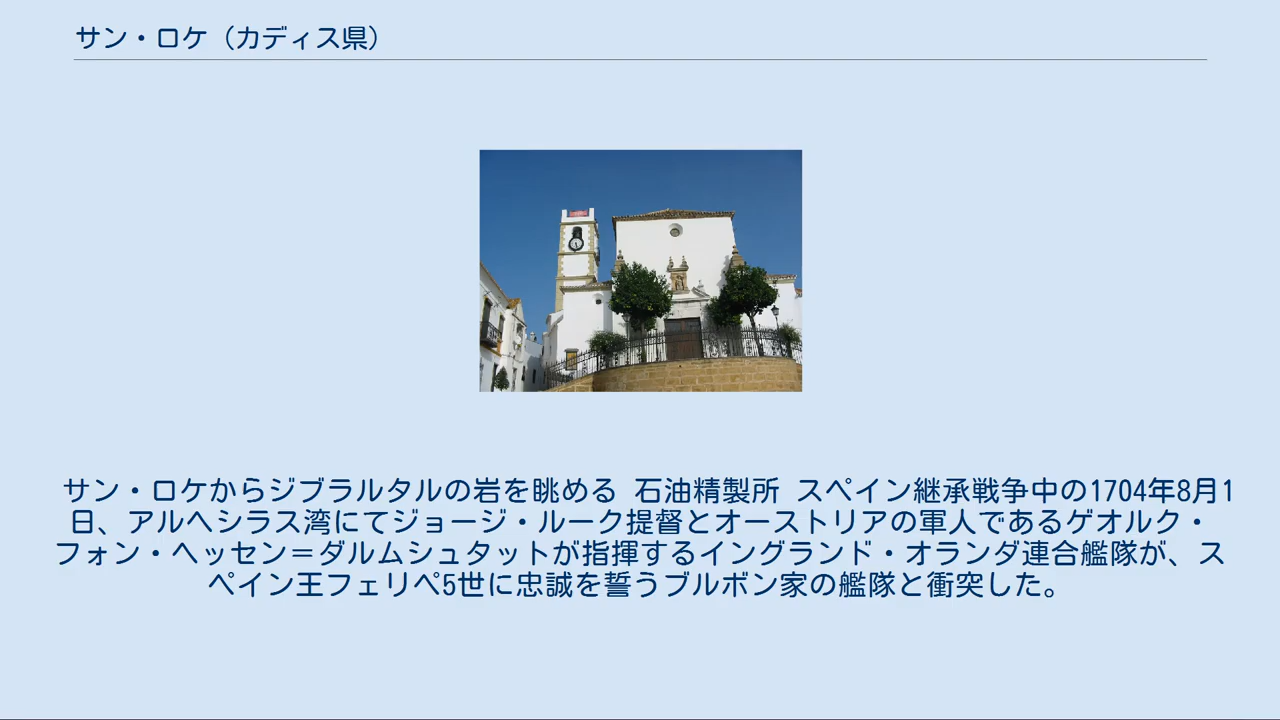 サン・ロケ（カディス県）
サン・ロケからジブラルタルの岩を眺める 石油精製所 スペイン継承戦争中の1704年8月1
日、アルヘシラス湾にてジョージ・ルーク提督とオーストリアの軍人であるゲオルク・
フォン・ヘッセン＝ダルムシュタットが指揮するイングランド・オランダ連合艦隊が、ス
ペイン王フェリペ5世に忠誠を誓うブルボン家の艦隊と衝突した。